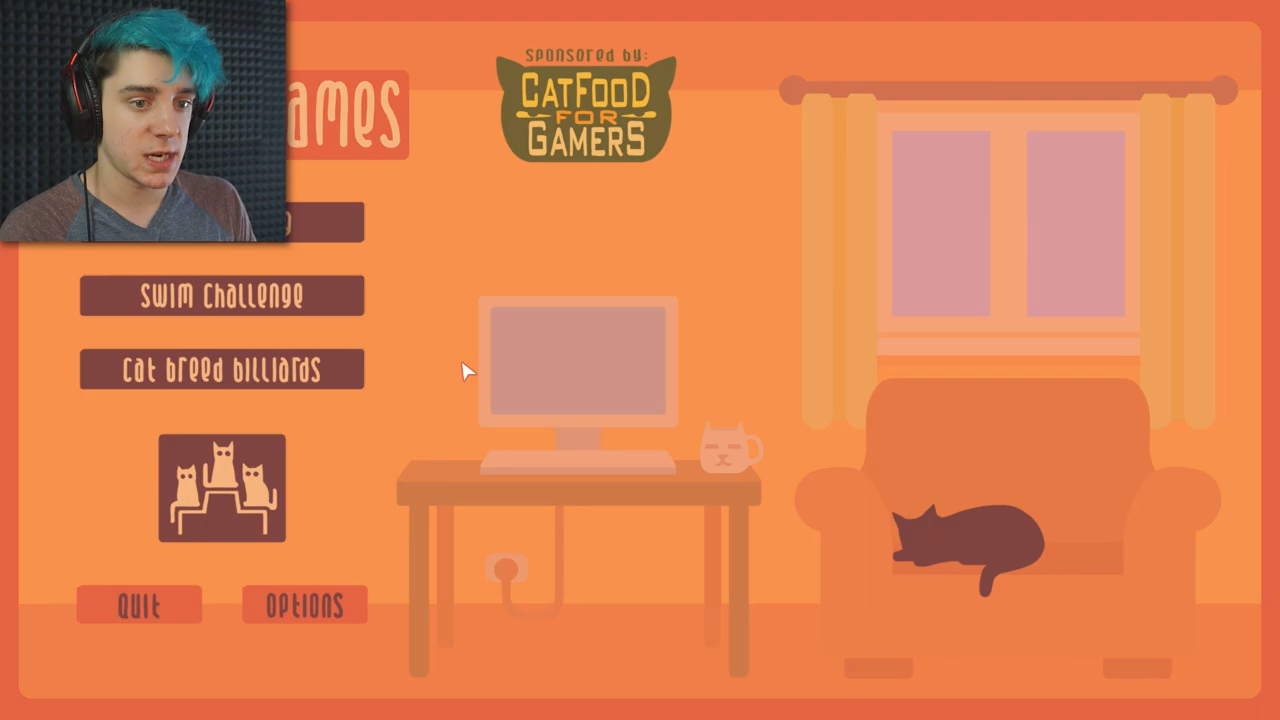 SPONSORED by:
CATFOOD
FOR
GAMERS
ames
SWIM Challenge
Cat breed billiards
QUIT
OPTIONS